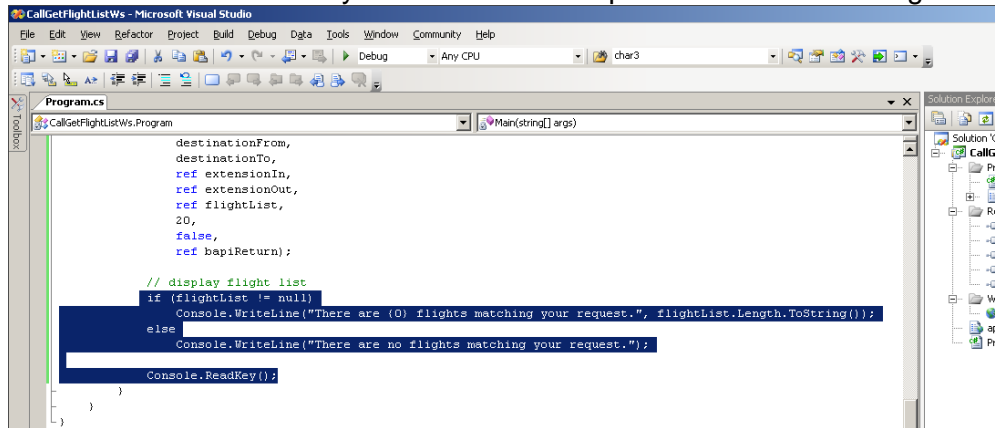 CallGetFlightListWs - Microsoft Visual Studio
File Edit View Refactor Project Build Debug Data Tools Window Community Help
Debug Any CPU char3
Program.cs
Solution Explore
Toolbox
CallGetFlightListWs.Program Main(string[] args)
Solution '
CallG
Pr
R
W
ap
Pr
destinationFrom,
destinationTo,
ref extensionIn,
ref extensionOut,
ref flightList,
20,
false,
ref bapiReturn);
// display flight list
if (flightList != null)
Console.WriteLine("There are {0} flights matching your request.", flightList.Length.ToString());
else
Console.WriteLine("There are no flights matching your request.");
Console.ReadKey();
}
}
}